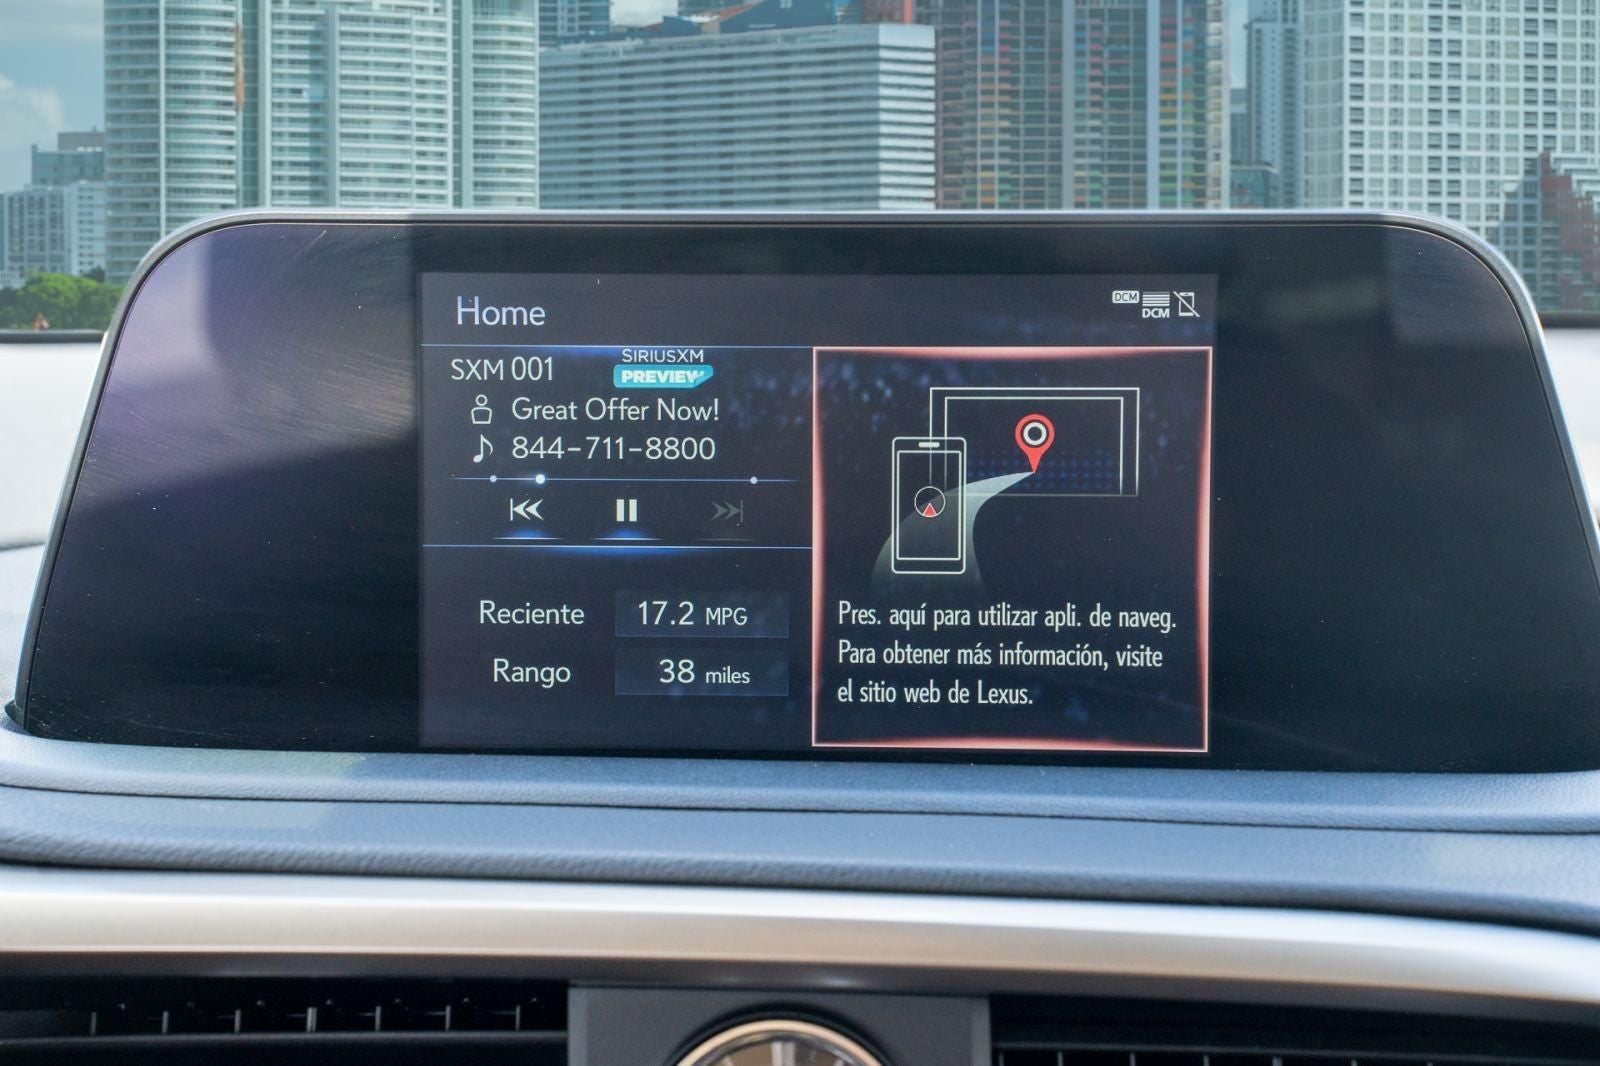 Home
DCM
DCM
SXM 001
SIRIUSXM
PREVIEW
Great Offer Now!
844-711-8800
Reciente 17.2 MPG
Rango 38 miles
Pres. aquí para utilizar apli. de naveg.
Para obtener más información, visite
el sitio web de Lexus.